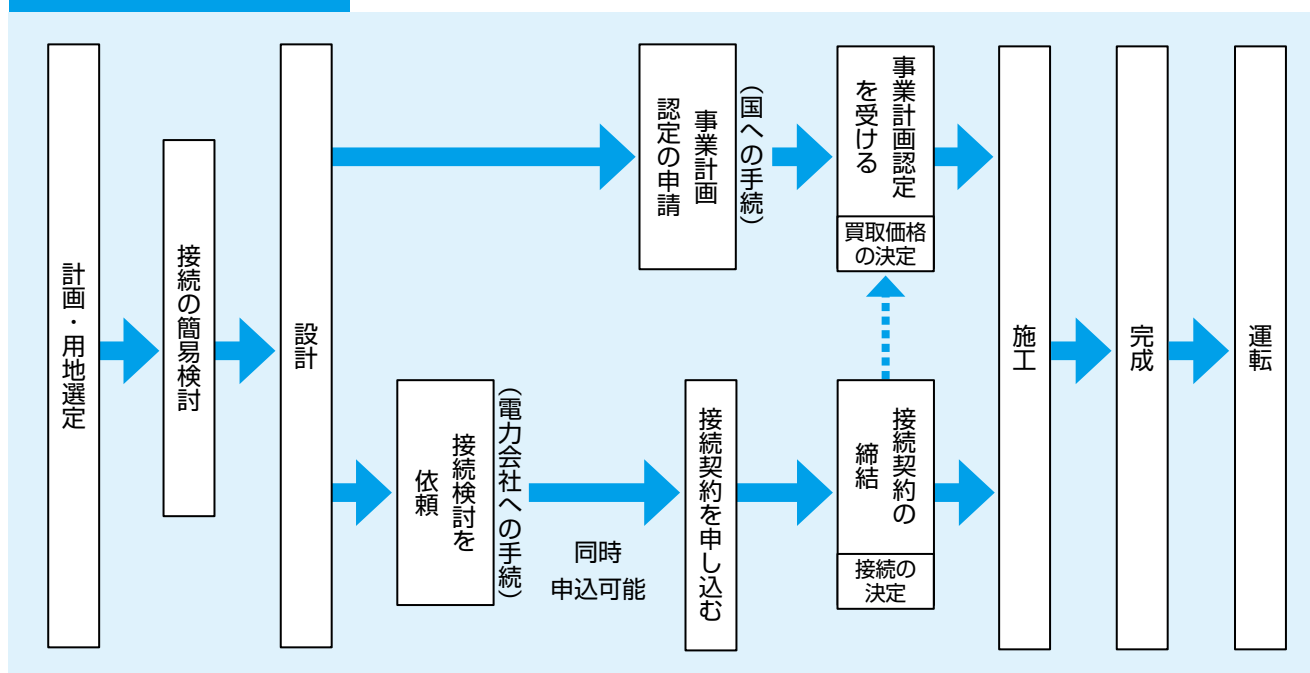 計画・用地選定
接続の簡易検討
設計
事業計画
認定の申請
(国への手続)
事業計画認定
を受ける
買取価格
の決定
接続検討を
依頼
(電力会社への手続)
同時
申込可能
接続契約を申し込む
接続契約の
締結
接続の
決定
施工
完成
運転